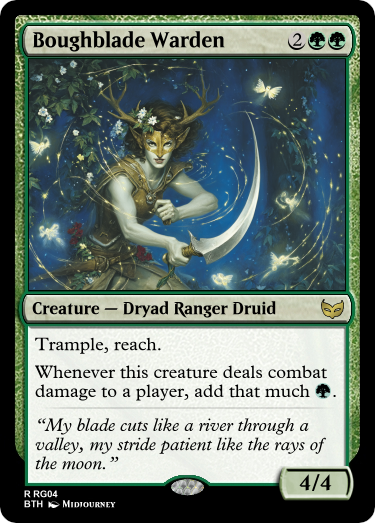 Boughblade Warden 2
Creature — Dryad Ranger Druid
Trample, reach.
Whenever this creature deals combat
damage to a player, add that much .
“My blade cuts like a river through a
valley, my stride patient like the rays of
the moon.”
4/4
R RG04
BTH Midjourney